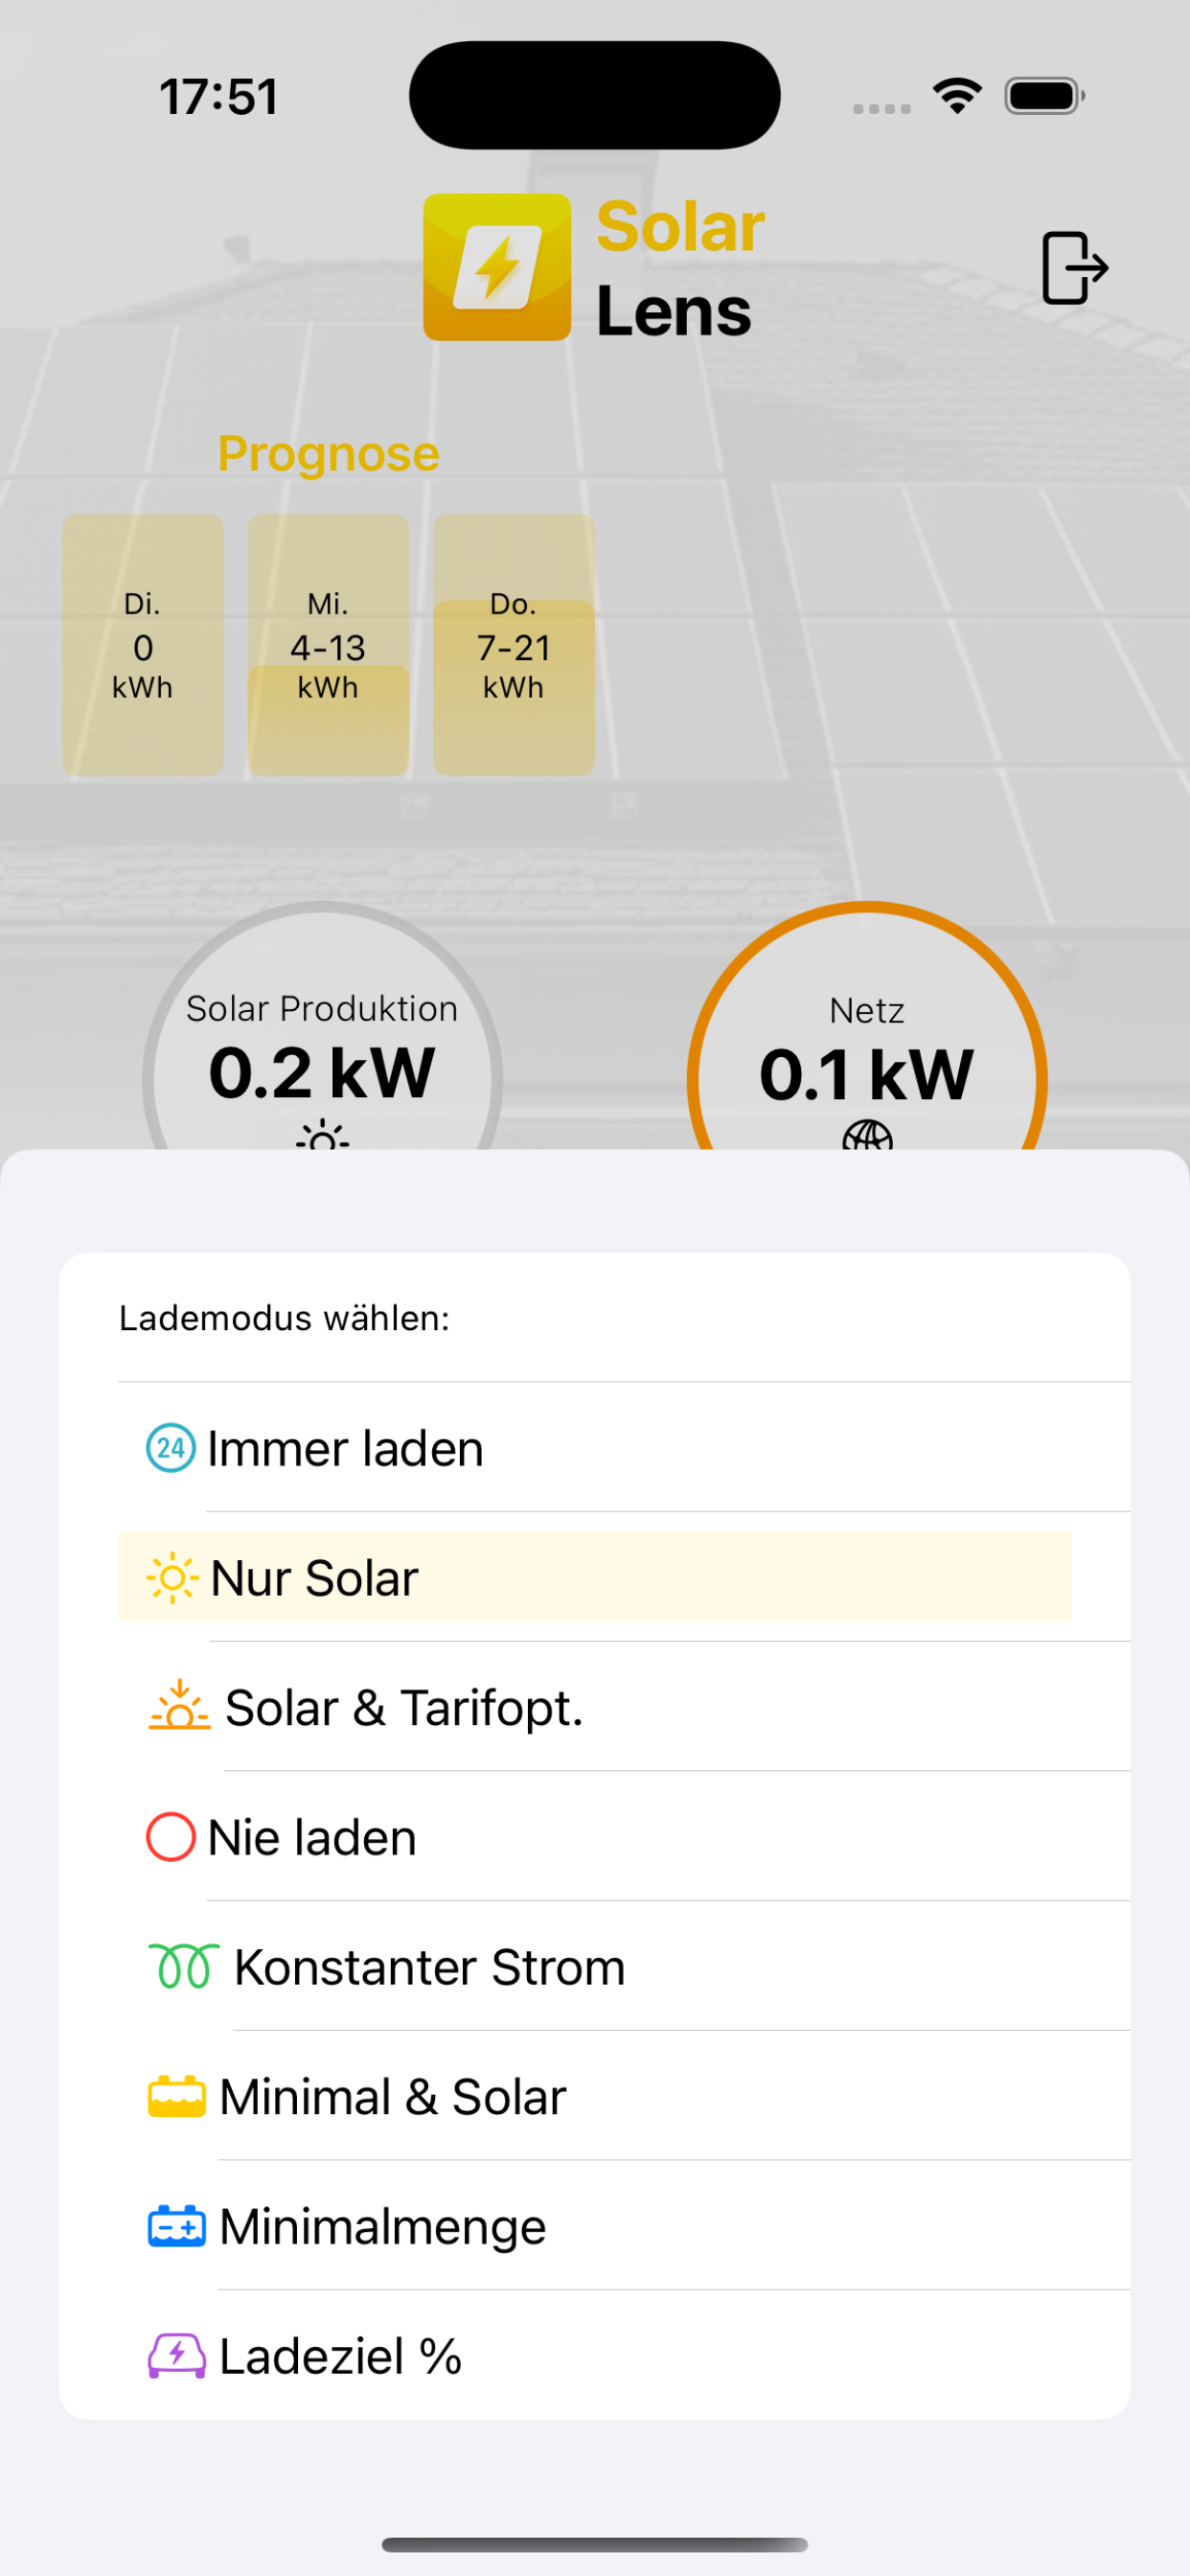 17:51
Solar
Lens
Prognose
Di.
0
kWh
Mi.
4-13
kWh
Do.
7-21
kWh
Solar Produktion
0.2 kW
Netz
0.1 kW
Lademodus wählen:
24 Immer laden
Nur Solar
Solar & Tarifopt.
Nie laden
Konstanter Strom
Minimal & Solar
Minimalmenge
Ladeziel %